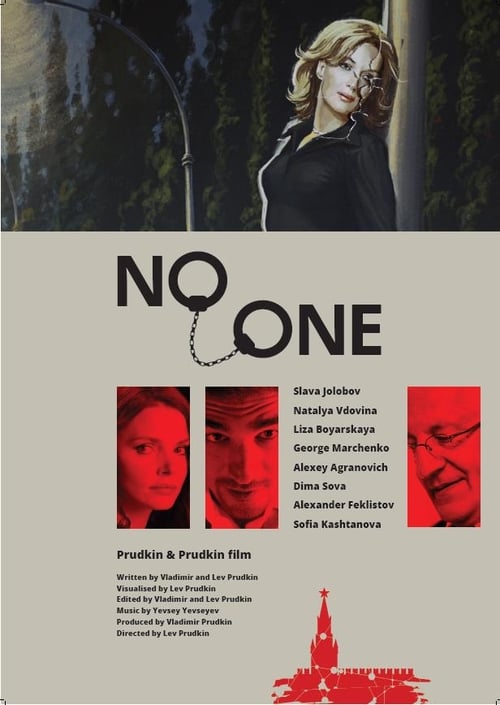 NO
ONE
Slava Jolobov
Natalya Vdovina
Liza Boyarskaya
George Marchenko
Alexey Agranovich
Dima Sova
Alexander Feklistov
Sofia Kashtanova
Prudkin & Prudkin film
Written by Vladimir and Lev Prudkin
Visualised by Lev Prudkin
Edited by Vladimir and Lev Prudkin
Music by Yevsey Yevseyev
Produced by Vladimir Prudkin
Directed by Lev Prudkin